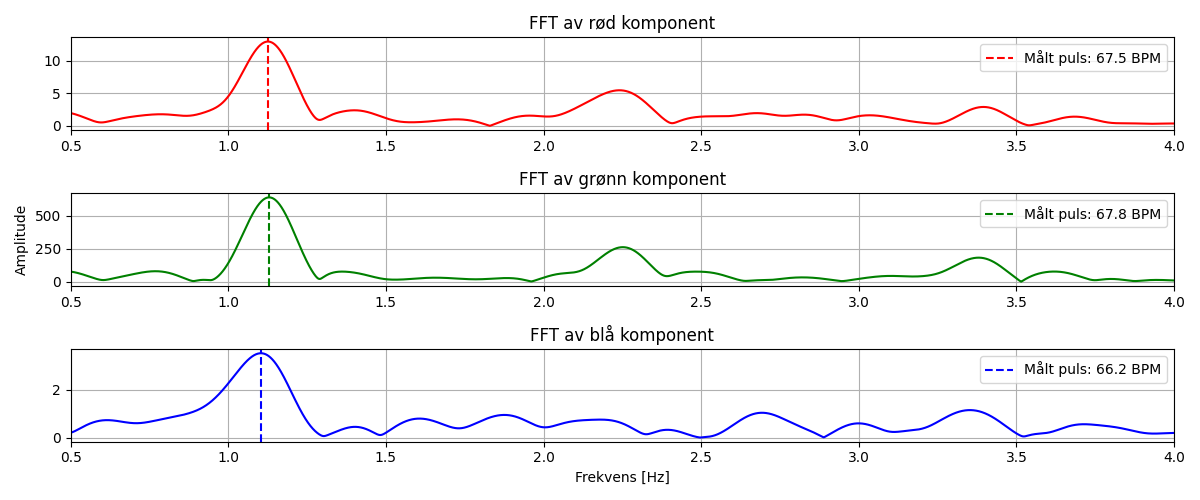 FFT av rød komponent
10
5
0
Målt puls: 67.5 BPM
0.5 1.0 1.5 2.0 2.5 3.0 3.5 4.0
FFT av grønn komponent
Amplitude
500
250
0
Målt puls: 67.8 BPM
0.5 1.0 1.5 2.0 2.5 3.0 3.5 4.0
FFT av blå komponent
2
0
Målt puls: 66.2 BPM
0.5 1.0 1.5 2.0 2.5 3.0 3.5 4.0
Frekvens [Hz]